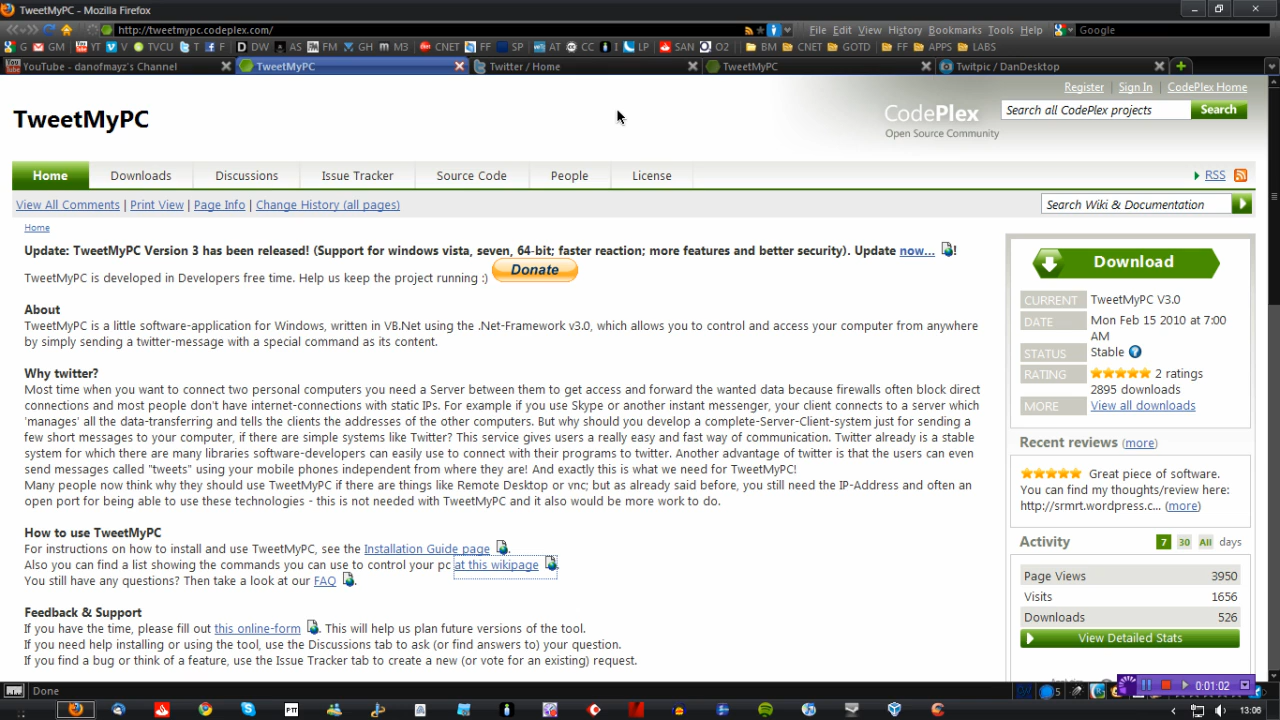 TweetMyPC - Mozilla Firefox
http://tweetmypc.codeplex.com/
File Edit View History Bookmarks Tools Help
Google
G GM YT V TVCU T F DW AS FM GH M3 CNET FF SP AT CC I LP SAN O2 BM CNET GOTD FF APPS LABS
YouTube - danofmayz's Channel
TweetMyPC
Twitter / Home
TweetMyPC
Twitpic / DanDesktop
Register | Sign In | CodePlex Home
TweetMyPC
CodePlex
Open Source Community
Search all CodePlex projects
Search
Home
Downloads
Discussions
Issue Tracker
Source Code
People
License
RSS
View All Comments | Print View | Page Info | Change History (all pages)
Search Wiki & Documentation
Home
Update: TweetMyPC Version 3 has been released! (Support for windows vista, seven, 64-bit; faster reaction; more features and better security). Update now... !
TweetMyPC is developed in Developers free time. Help us keep the project running :) Donate
About
TweetMyPC is a little software-application for Windows, written in VB.Net using the .Net-Framework v3.0, which allows you to control and access your computer from anywhere
by simply sending a twitter-message with a special command as its content.
Why twitter?
Most time when you want to connect two personal computers you need a Server between them to get access and forward the wanted data because firewalls often block direct
connections and most people don't have internet-connections with static IPs. For example if you use Skype or another instant messenger, your client connects to a server which
'manages' all the data-transferring and tells the clients the addresses of the other computers. But why should you develop a complete-Server-Client-system just for sending a
few short messages to your computer, if there are simple systems like Twitter? This service gives users a really easy and fast way of communication. Twitter already is a stable
system for which there are many libraries software-developers can easily use to connect with their programs to twitter. Another advantage of twitter is that the users can even
send messages called "tweets" using your mobile phones independent from where they are! And exactly this is what we need for TweetMyPC!
Many people now think why they should use TweetMyPC if there are things like Remote Desktop or vnc; but as already said before, you still need the IP-Address and often an
open port for being able to use these technologies - this is not needed with TweetMyPC and it also would be more work to do.
How to use TweetMyPC
For instructions on how to install and use TweetMyPC, see the Installation Guide page .
Also you can find a list showing the commands you can use to control your pc at this wikipage .
You still have any questions? Then take a look at our FAQ .
Feedback & Support
If you have the time, please fill out this online-form . This will help us plan future versions of the tool.
If you need help installing or using the tool, use the Discussions tab to ask (or find answers to) your question.
If you find a bug or think of a feature, use the Issue Tracker tab to create a new (or vote for an existing) request.
Download
CURRENT TweetMyPC V3.0
DATE Mon Feb 15 2010 at 7:00
AM
STATUS Stable
RATING 2 ratings
2895 downloads
MORE View all downloads
Recent reviews (more)
Great piece of software.
You can find my thoughts/review here:
http://srmrt.wordpress.c... (more)
Activity 7 30 All days
Page Views 3950
Visits 1656
Downloads 526
View Detailed Stats
Done
5
0:01:02
PTT
13:06